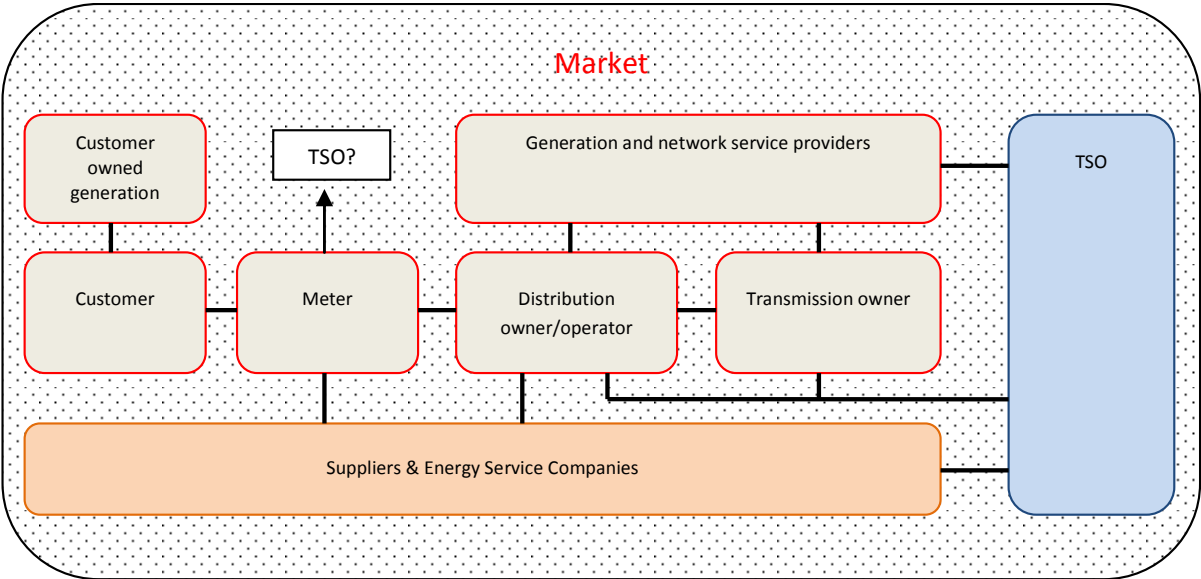 Market
Customer
owned
generation
TSO?
Generation and network service providers
TSO
Customer
Meter
Distribution
owner/operator
Transmission owner
Suppliers & Energy Service Companies